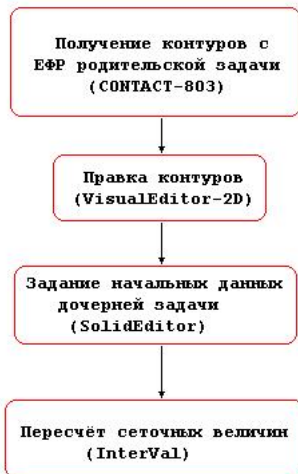 Получение контуров с
ЕФР родительской задачи
(CONTACT-803)
Правка контуров
(VisualEditor-2D)
Задание начальных данных
дочерней задачи
(SolidEditor)
Пересчёт сеточных величин
(InterVal)